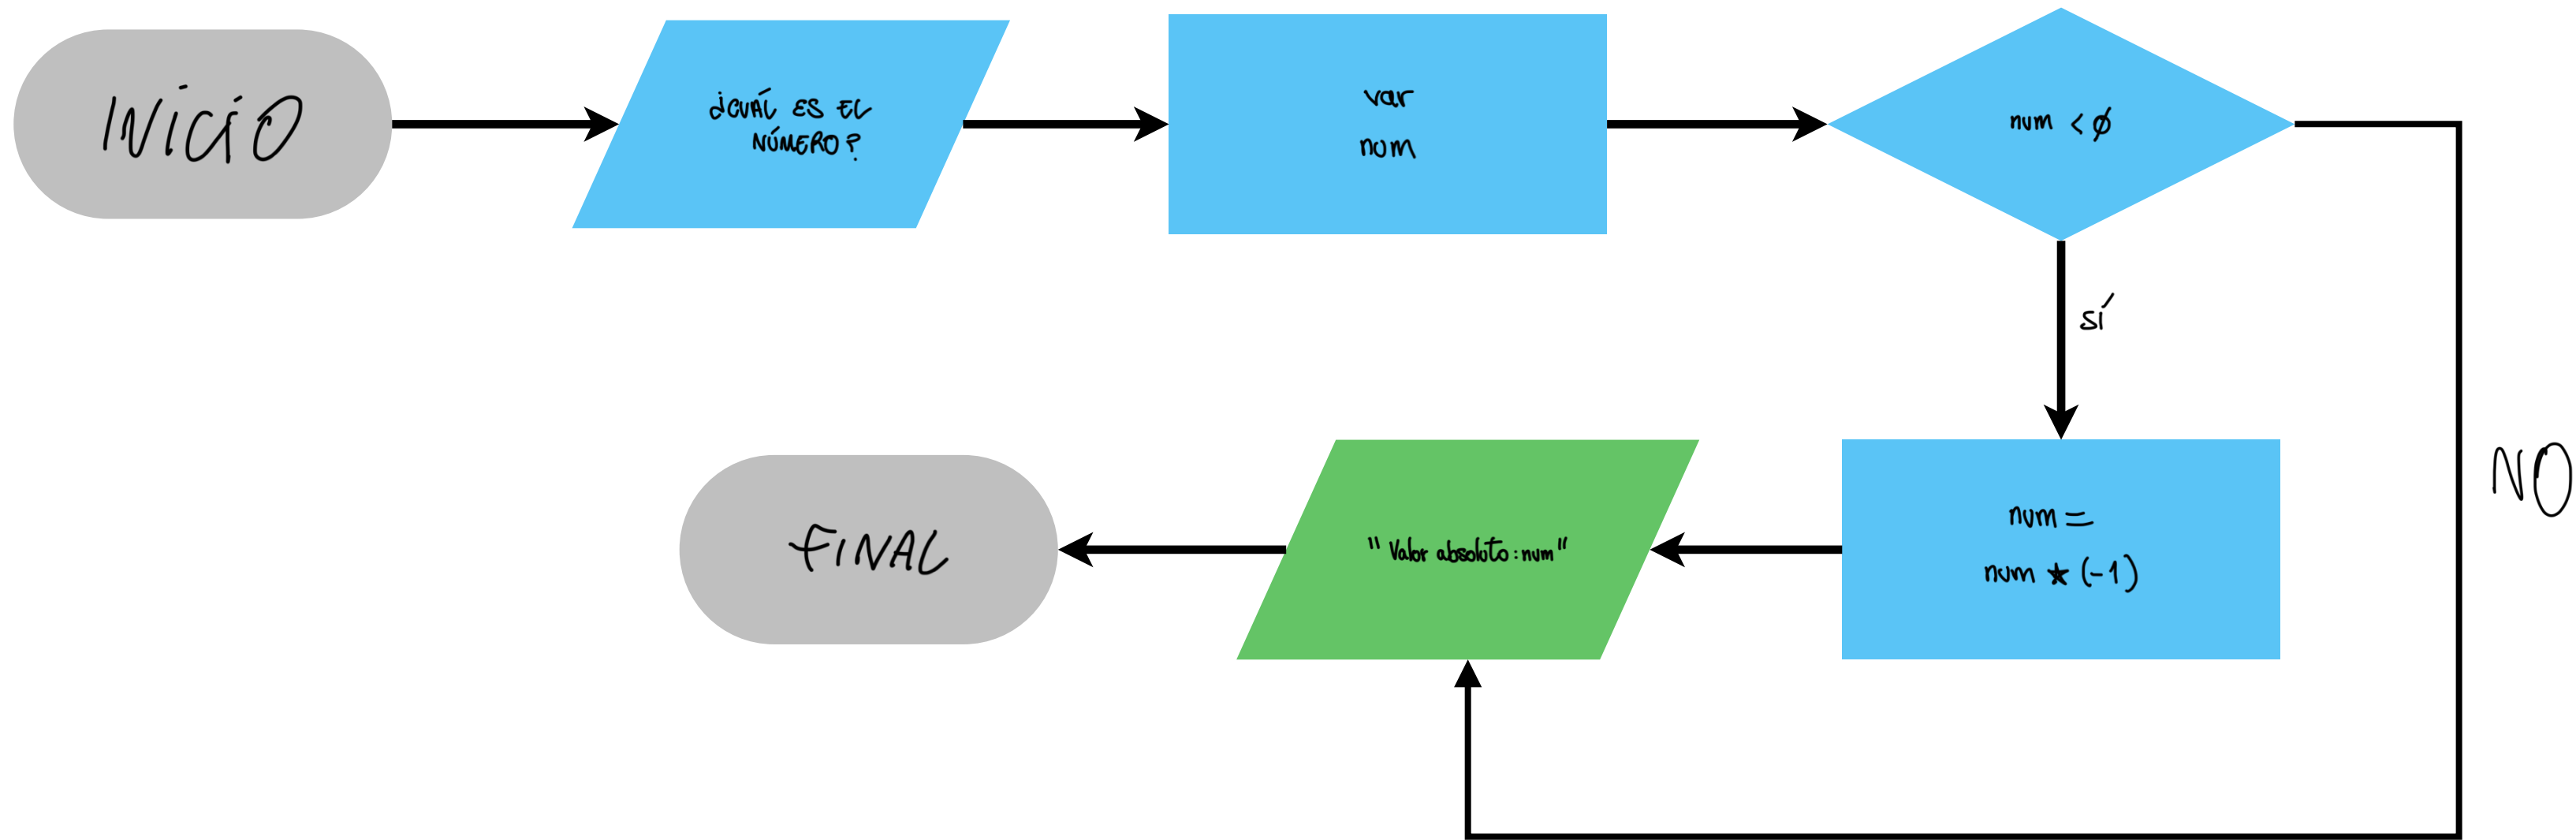 INICIO
¿CUÁL ES EL
NÚMERO?
var
num
num < 0
sí
NO
num =
num * (-1)
"Valor absoluto: num"
FINAL